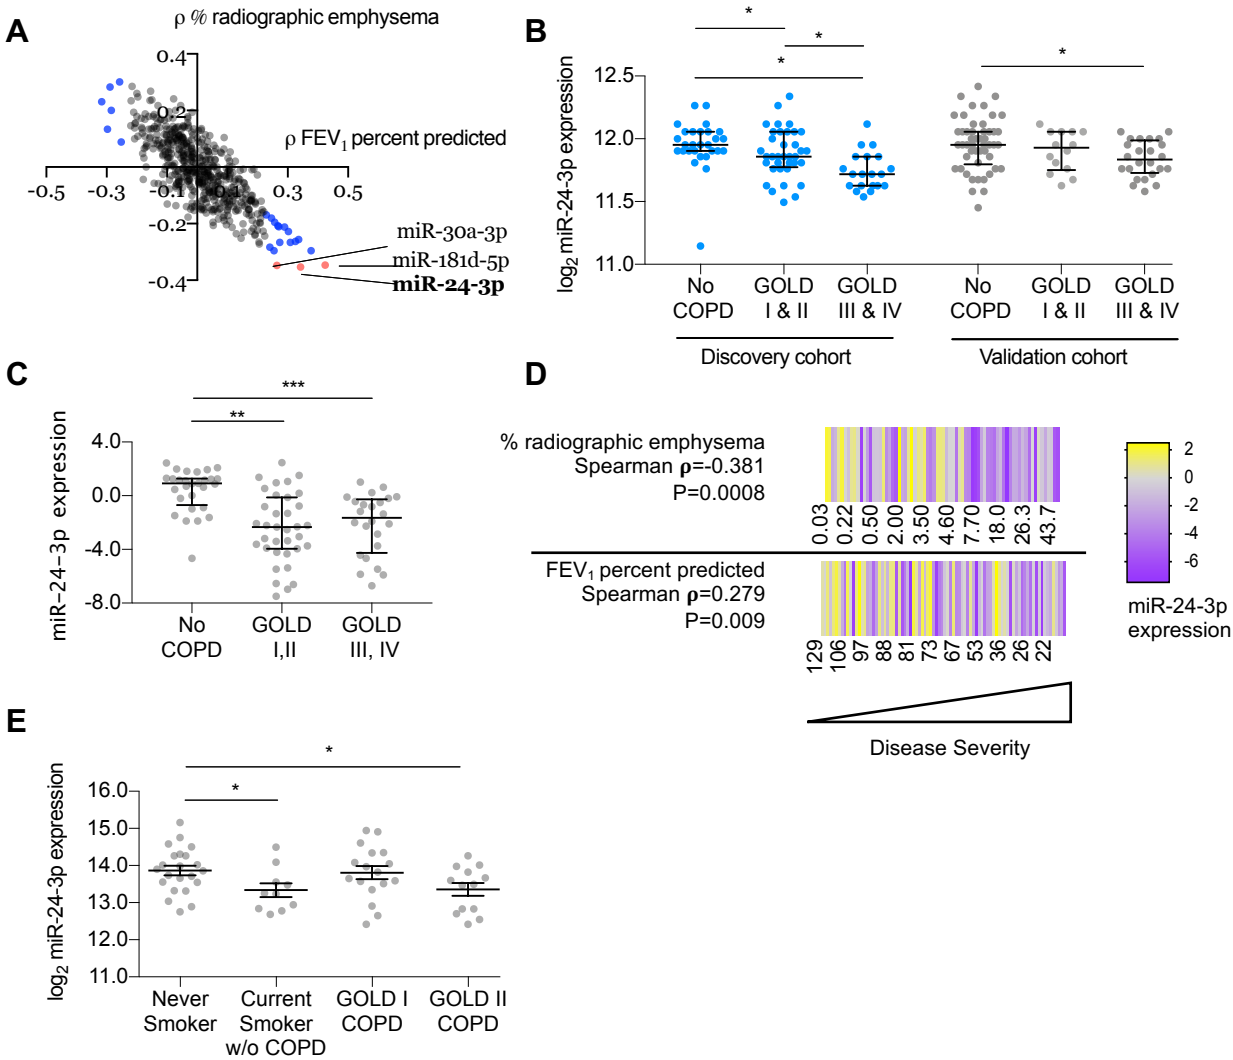 A
ρ % radiographic emphysema
0.4
0.2
ρ FEV₁ percent predicted
-0.5
-0.3
-0.1
0.1
0.3
0.5
-0.2
-0.4
miR-30a-3p
miR-181d-5p
miR-24-3p
B
* * *
*
log₂ miR-24-3p expression
12.5
12.0
11.5
11.0
No COPD
GOLD I & II
GOLD III & IV
No COPD
GOLD I & II
GOLD III & IV
Discovery cohort
Validation cohort
C
***
**
miR-24-3p expression
4.0
0.0
-4.0
-8.0
No COPD
GOLD I,II
GOLD III, IV
D
% radiographic emphysema
Spearman ρ=-0.381
P=0.0008
0.03 0.22 0.50 2.00 3.50 4.60 7.70 18.0 26.3 43.7
FEV₁ percent predicted
Spearman ρ=0.279
P=0.009
129 106 97 88 81 73 67 53 36 26 22
Disease Severity
2
0
-2
-4
-6
miR-24-3p
expression
E
*
*
log₂ miR-24-3p expression
16.0
15.0
14.0
13.0
12.0
11.0
Never Smoker
Current Smoker w/o COPD
GOLD I COPD
GOLD II COPD